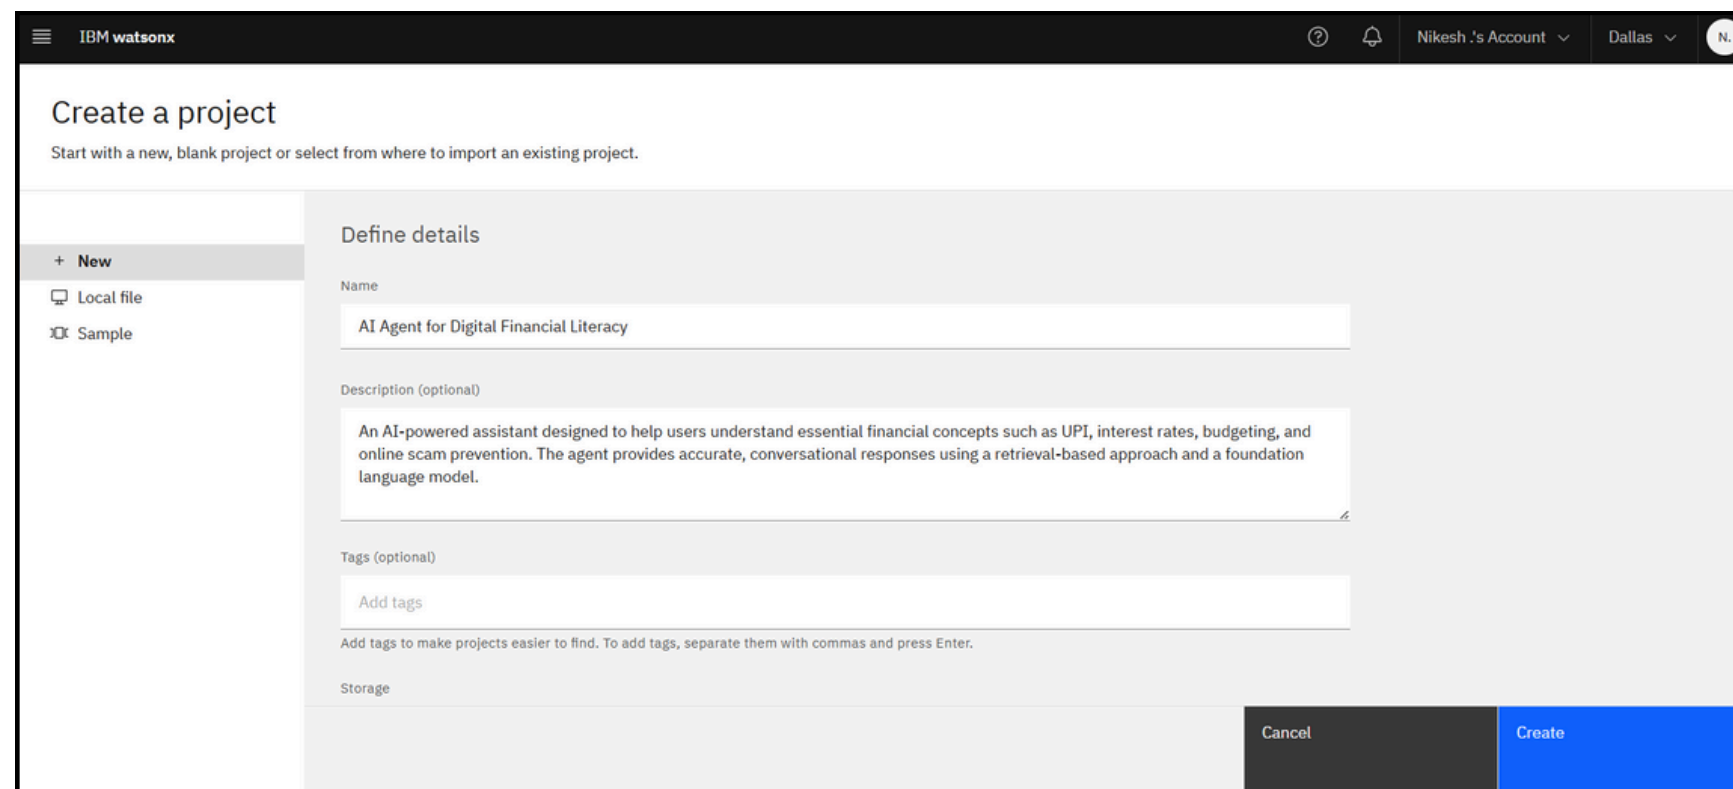 IBM watsonx
Nikesh .'s Account
Dallas
N.
Create a project
Start with a new, blank project or select from where to import an existing project.
+ New
Local file
Sample
Define details
Name
AI Agent for Digital Financial Literacy
Description (optional)
An AI-powered assistant designed to help users understand essential financial concepts such as UPI, interest rates, budgeting, and
online scam prevention. The agent provides accurate, conversational responses using a retrieval-based approach and a foundation
language model.
Tags (optional)
Add tags
Add tags to make projects easier to find. To add tags, separate them with commas and press Enter.
Storage
Cancel
Create